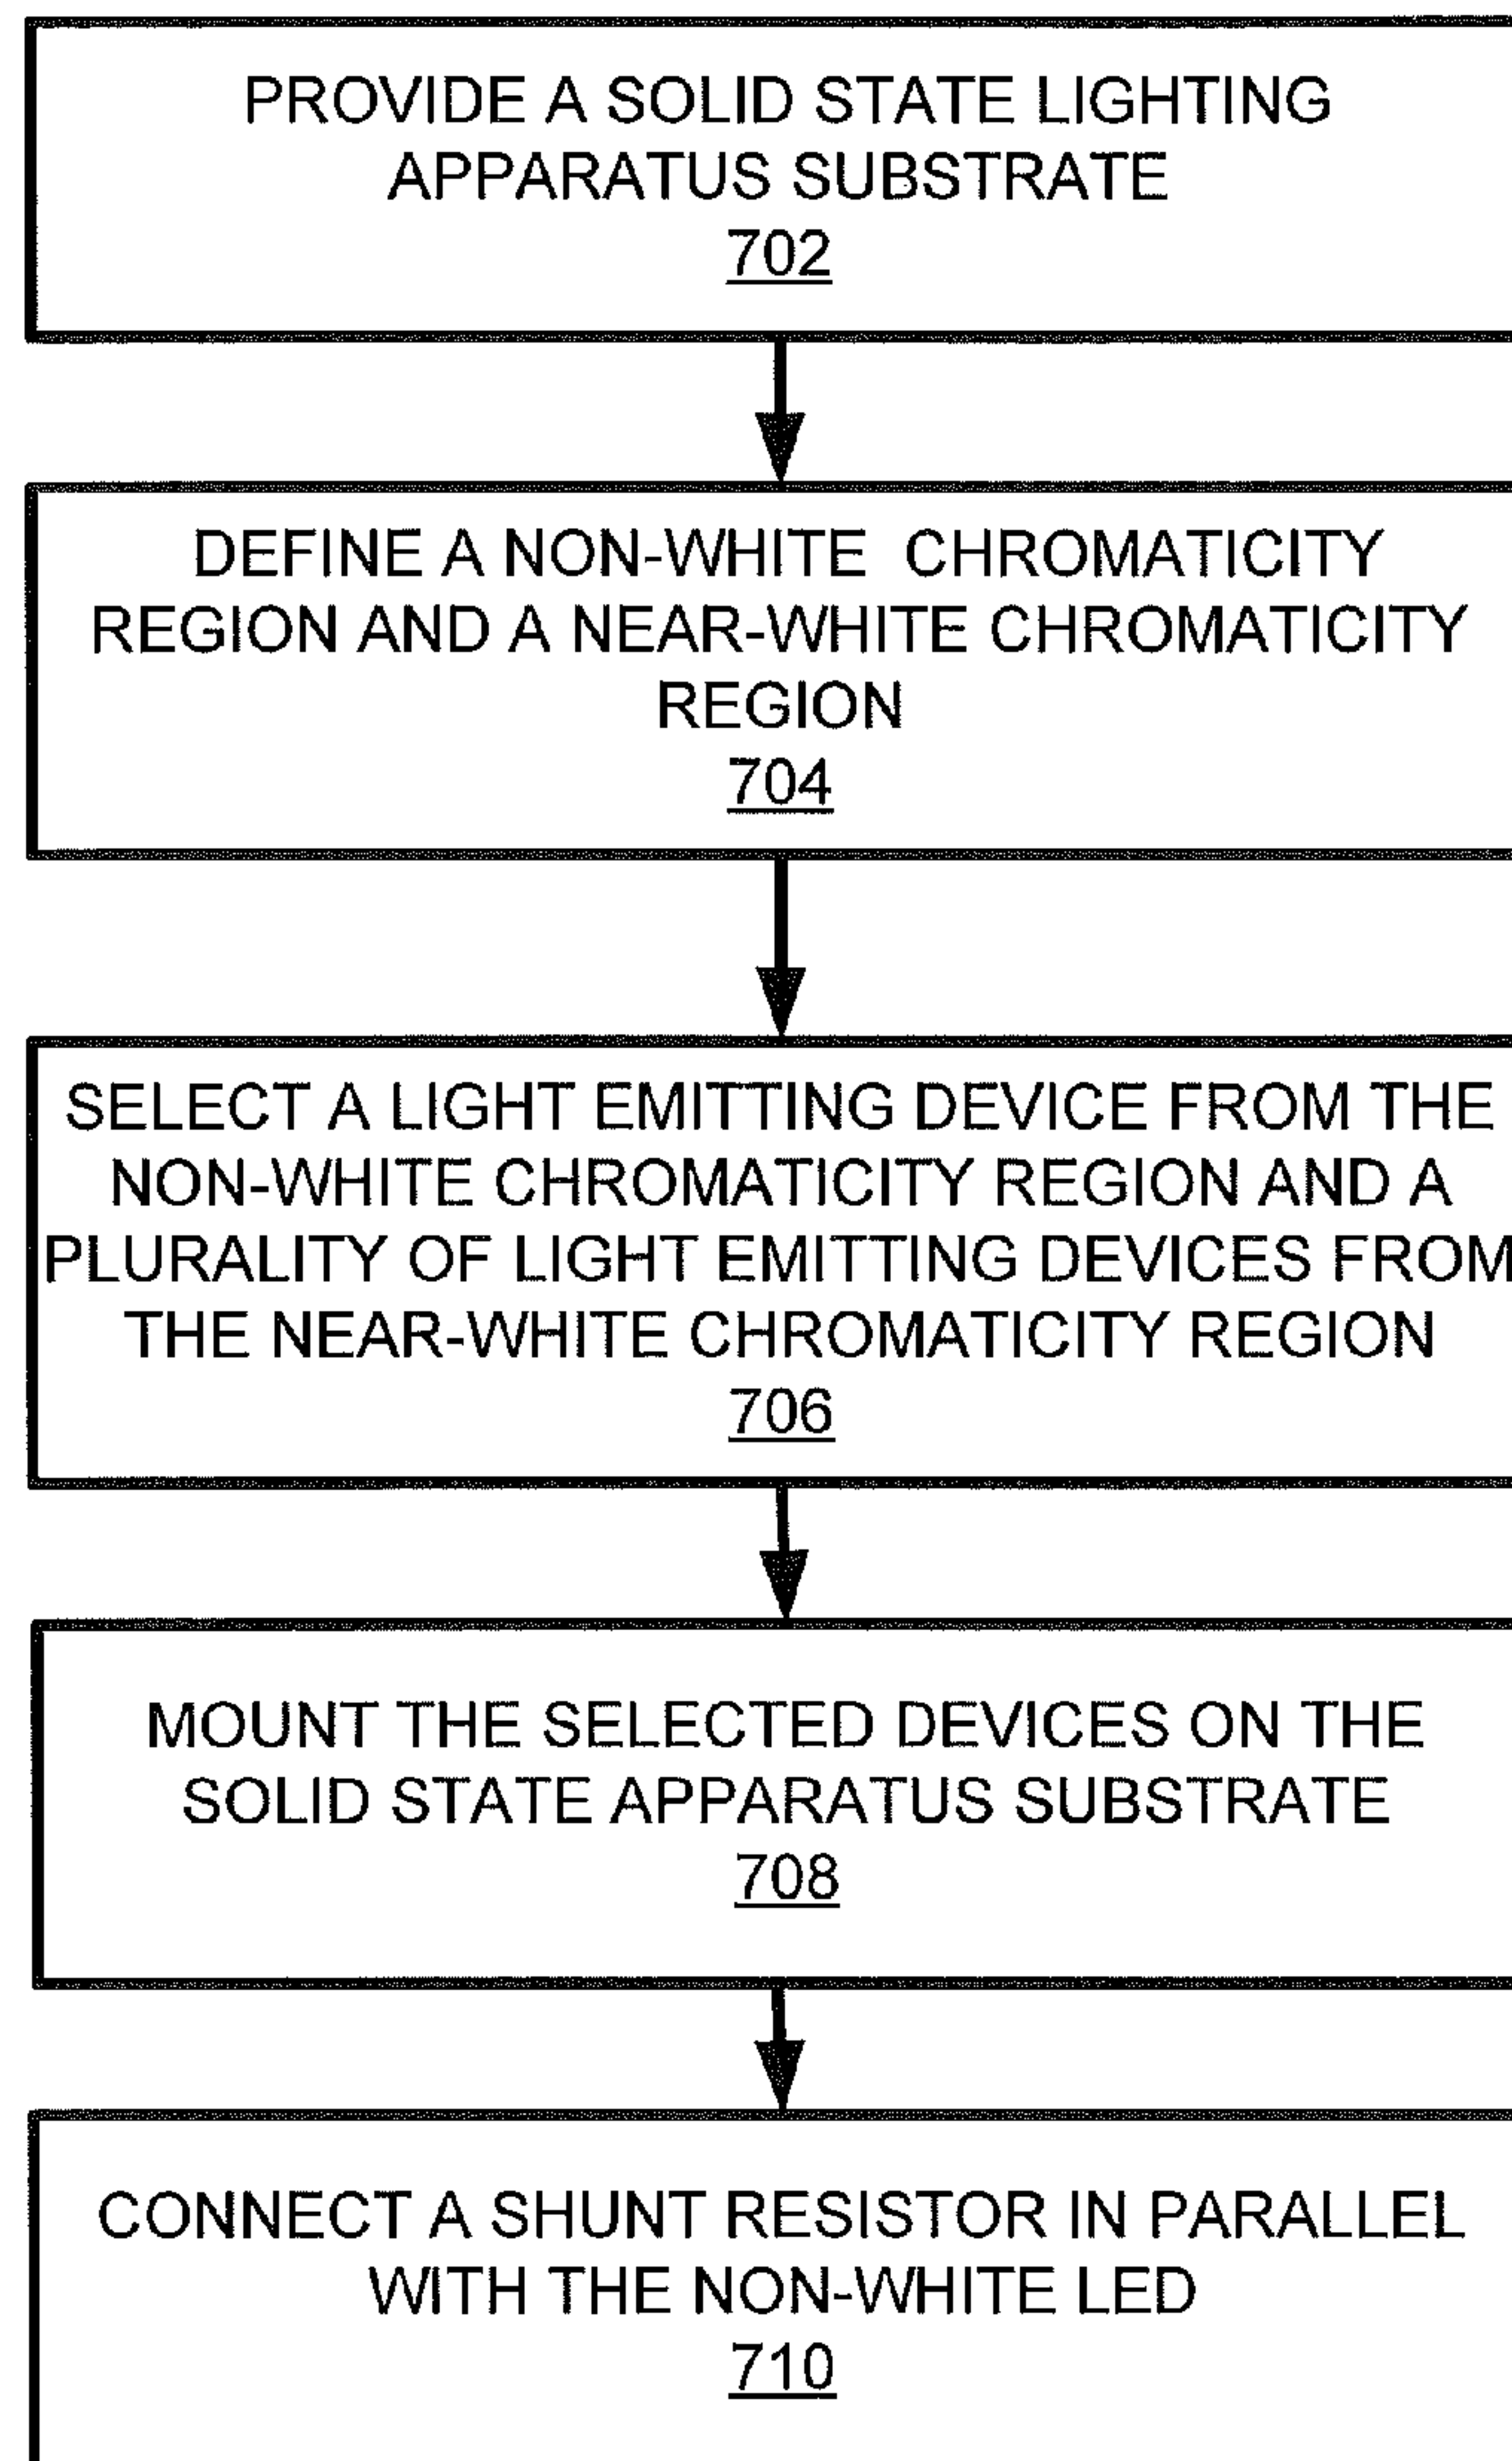 PROVIDE A SOLID STATE LIGHTING
APPARATUS SUBSTRATE
702
DEFINE A NON-WHITE CHROMATICITY
REGION AND A NEAR-WHITE CHROMATICITY
REGION
704
SELECT A LIGHT EMITTING DEVICE FROM THE
NON-WHITE CHROMATICITY REGION AND A
PLURALITY OF LIGHT EMITTING DEVICES FROM
THE NEAR-WHITE CHROMATICITY REGION
706
MOUNT THE SELECTED DEVICES ON THE
SOLID STATE APPARATUS SUBSTRATE
708
CONNECT A SHUNT RESISTOR IN PARALLEL
WITH THE NON-WHITE LED
710